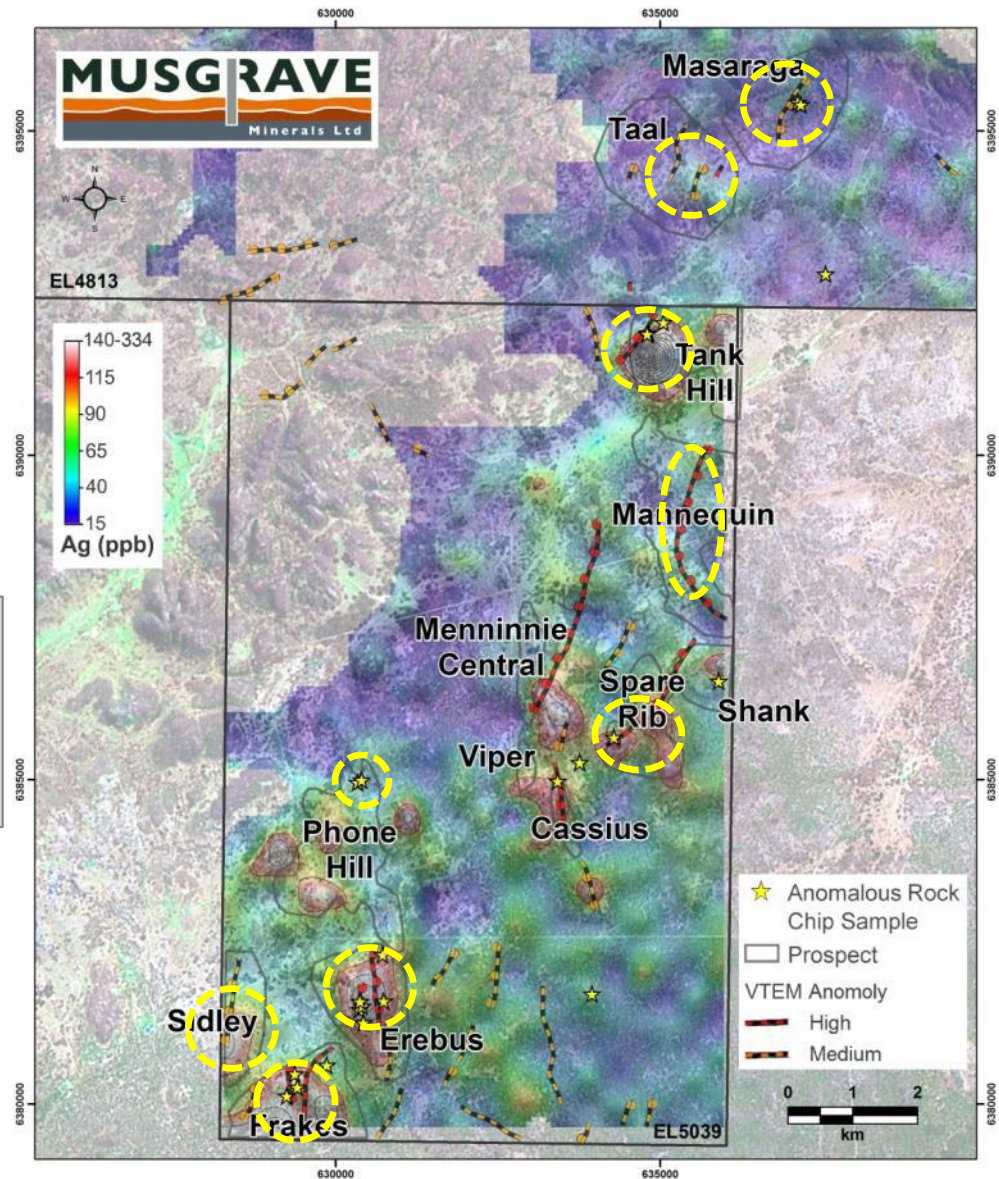 630000
635000
MUSGRAVE
Minerals Ltd
Masaraga
Taal
6395000
6395000
N
W E
S
EL4813
140-334
115
90
65
40
15
Ag (ppb)
Tank
Hill
6390000
6390000
Mannequin
Menninnie
Central
Spare
Rib
Shank
Viper
6385000
6385000
Cassius
Phone
Hill
Anomalous Rock
Chip Sample
Prospect
VTEM Anomoly
High
Medium
Sidley
Erebus
0 1 2
km
6380000
6380000
Frakes
EL5039
630000
635000